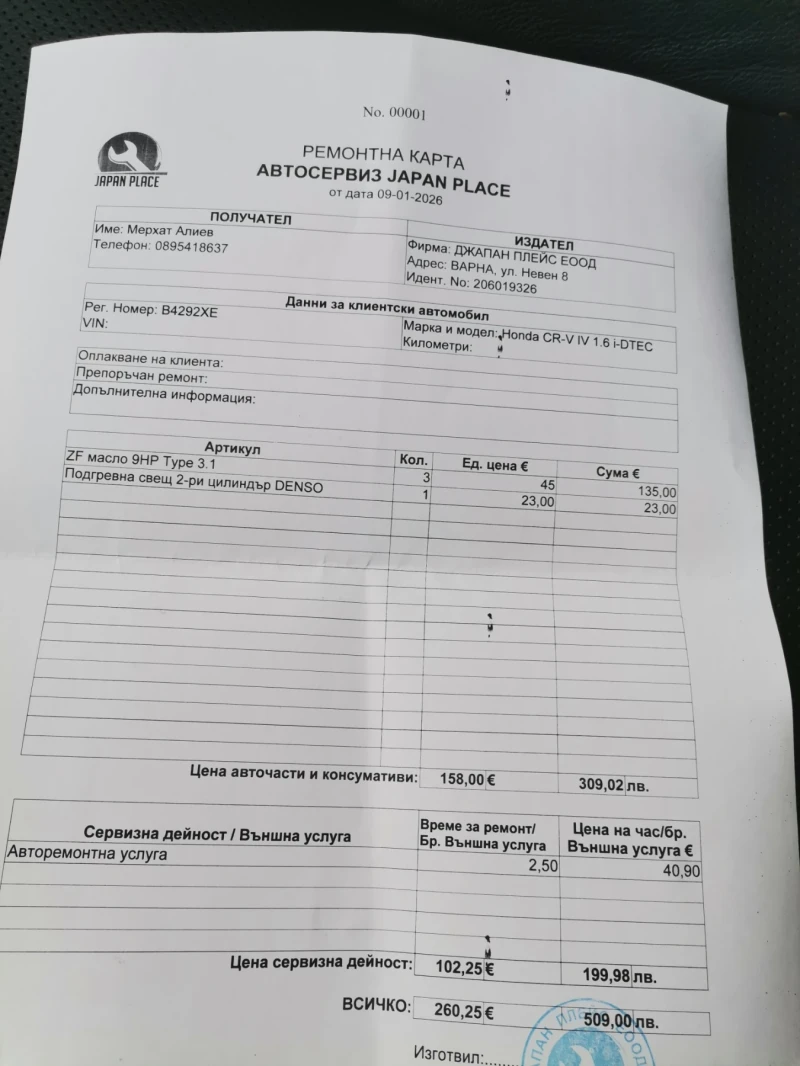 No. 00001
JAPAN PLACE
РЕМОНТНА КАРТА
АВТОСЕРВИЗ JAPAN PLACE
от дата 09-01-2026
ПОЛУЧАТЕЛ
Име: Мерхат Алиев
Телефон: 0895418637
ИЗДАТЕЛ
Фирма: ДЖАПАН ПЛЕЙС ЕООД
Адрес: ВАРНА, ул. Невен 8
Идент. No: 206019326
Данни за клиентски автомобил
Рег. Номер: B4292XE
VIN:
Марка и модел: Honda CR-V IV 1.6 i-DTEC
Километри:
Оплакване на клиента:
Препоръчан ремонт:
Допълнителна информация:
Артикул Кол. Ед. цена € Сума €
ZF масло 9HP Type 3.1 3 45 135,00
Подгревна свещ 2-ри цилиндър DENSO 1 23,00 23,00
Цена авточасти и консумативи: 158,00 € 309,02 лв.
Сервизна дейност / Външна услуга Време за ремонт/ Бр. Външна услуга Цена на час/бр. Външна услуга €
Авторемонтна услуга 2,50 40,90
Цена сервизна дейност: 102,25 € 199,98 лв.
ВСИЧКО: 260,25 € 509,00 лв.
Изготвил:......